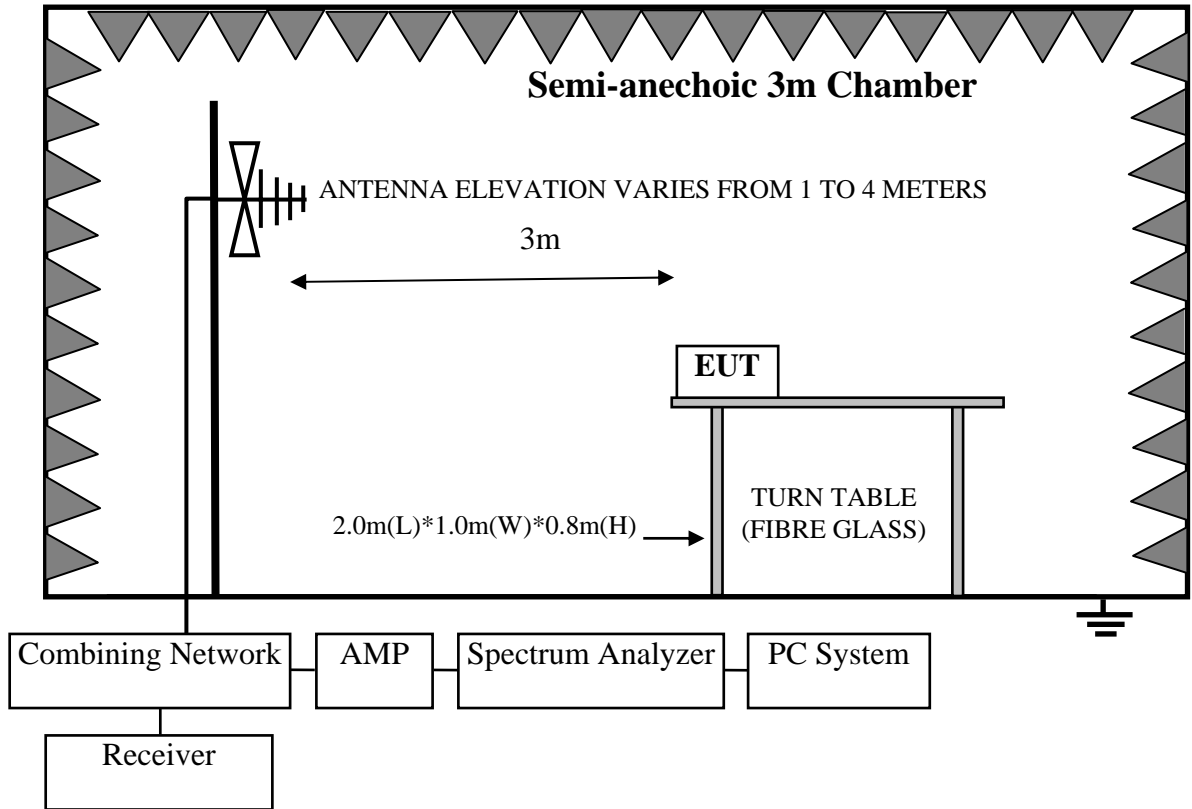 Semi-anechoic 3m Chamber
ANTENNA ELEVATION VARIES FROM 1 TO 4 METERS
3m
EUT
TURN TABLE
(FIBRE GLASS)
2.0m(L)*1.0m(W)*0.8m(H)
Combining Network
AMP
Spectrum Analyzer
PC System
Receiver